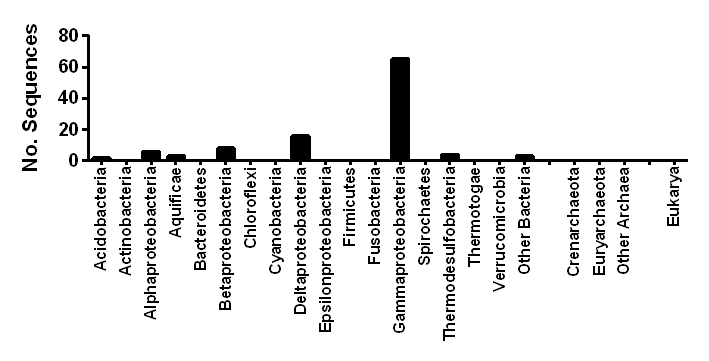 80
60
40
20
0
No. Sequences
Acidobacteria
Actinobacteria
Alphaproteobacteria
Aquificae
Bacteroidetes
Betaproteobacteria
Chloroflexi
Cyanobacteria
Deltaproteobacteria
Epsilonproteobacteria
Firmicutes
Fusobacteria
Gammaproteobacteria
Spirochaetes
Thermodesulfobacteria
Thermotogae
Verrucomicrobia
Other Bacteria
Crenarchaeota
Euryarchaeota
Other Archaea
Eukarya